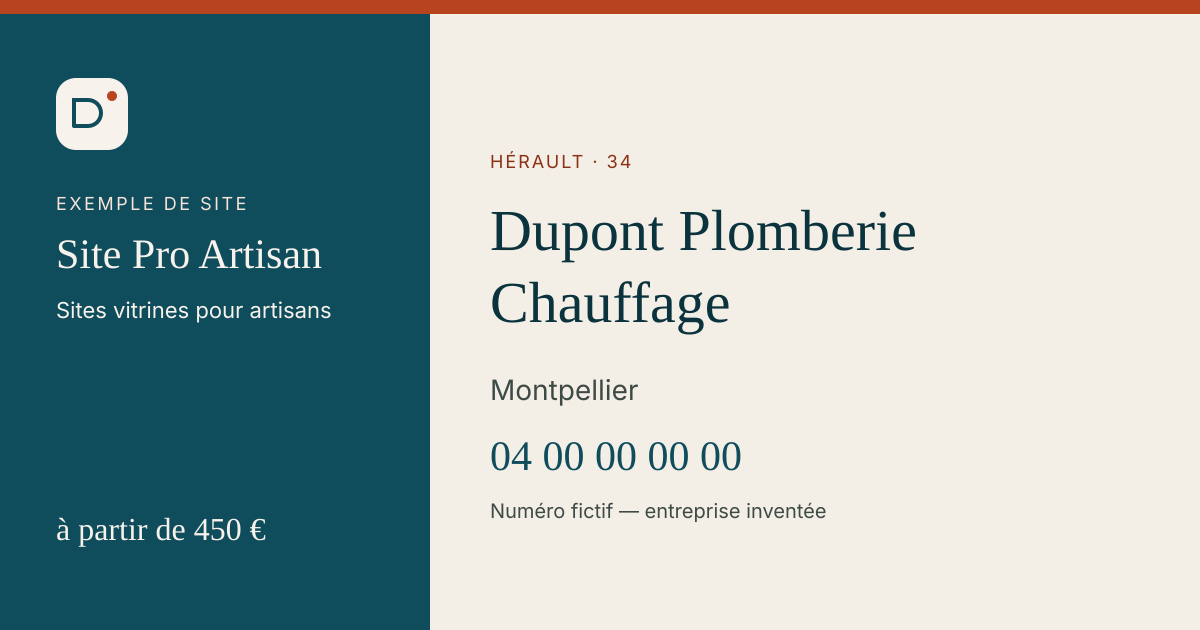 D
EXEMPLE DE SITE
Site Pro Artisan
Sites vitrines pour artisans
à partir de 450 €
HÉRAULT · 34
Dupont Plomberie
Chauffage
Montpellier
04 00 00 00 00
Numéro fictif — entreprise inventée